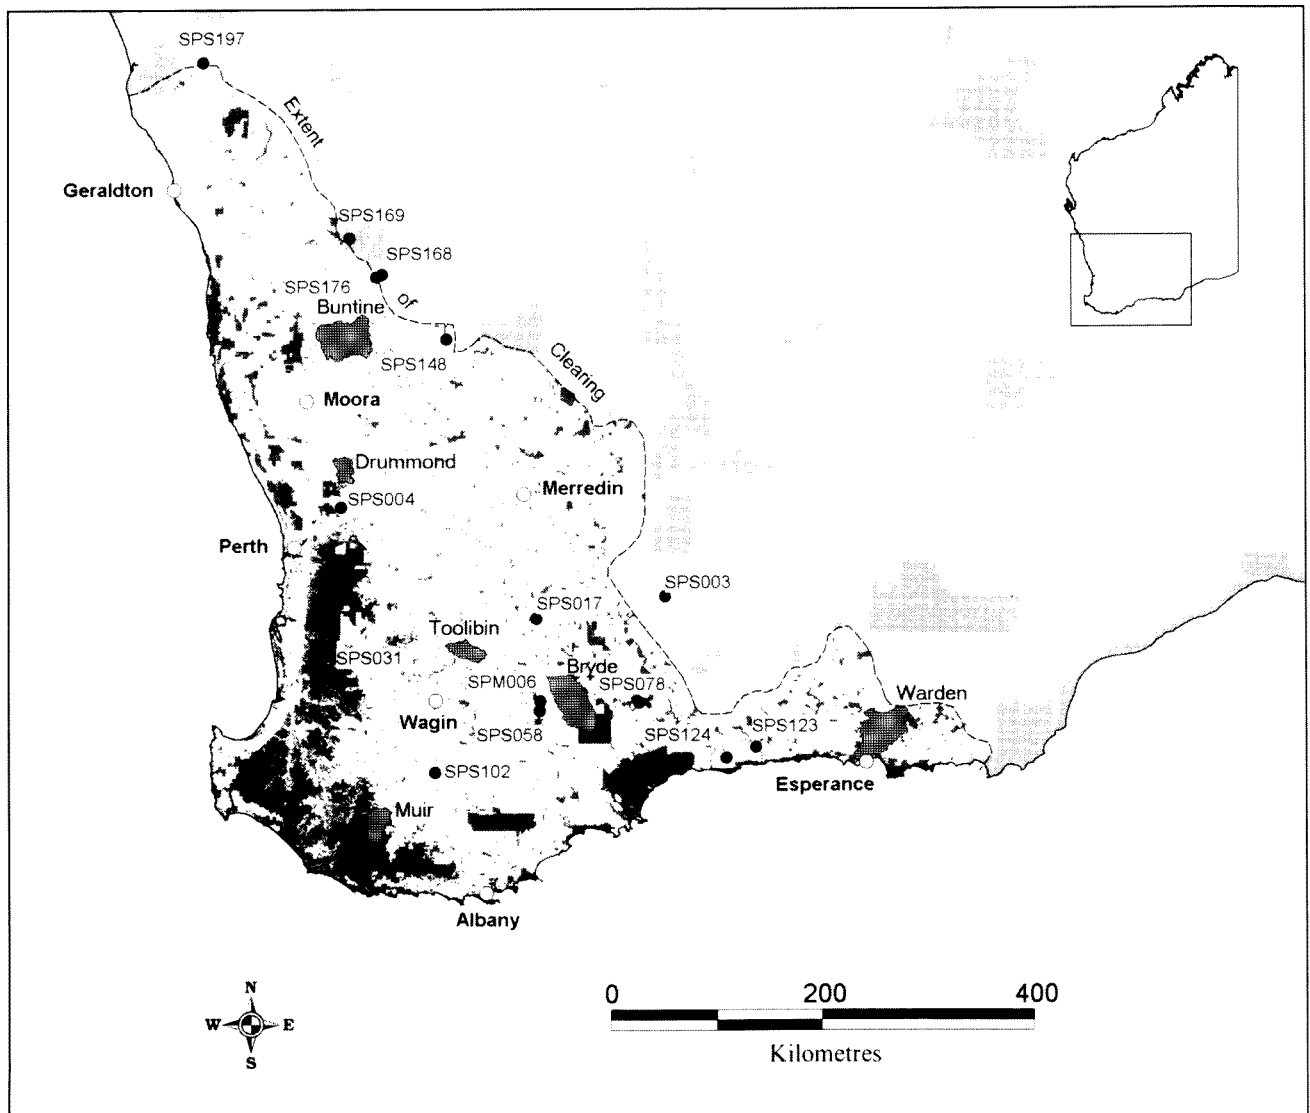 SPS197
Extent
Geraldton
SPS169
SPS168
SPS176
of
Buntine
SPS148
Clearing
Moora
Drummond
Merredin
SPS004
Perth
SPS003
SPS017
Toolibin
SPS031
Bryde
SPM006
SPS078
Warden
Wagin
SPS058
SPS124
SPS123
SPS102
Esperance
Muir
Albany
N
W E
S
0 200 400
Kilometres